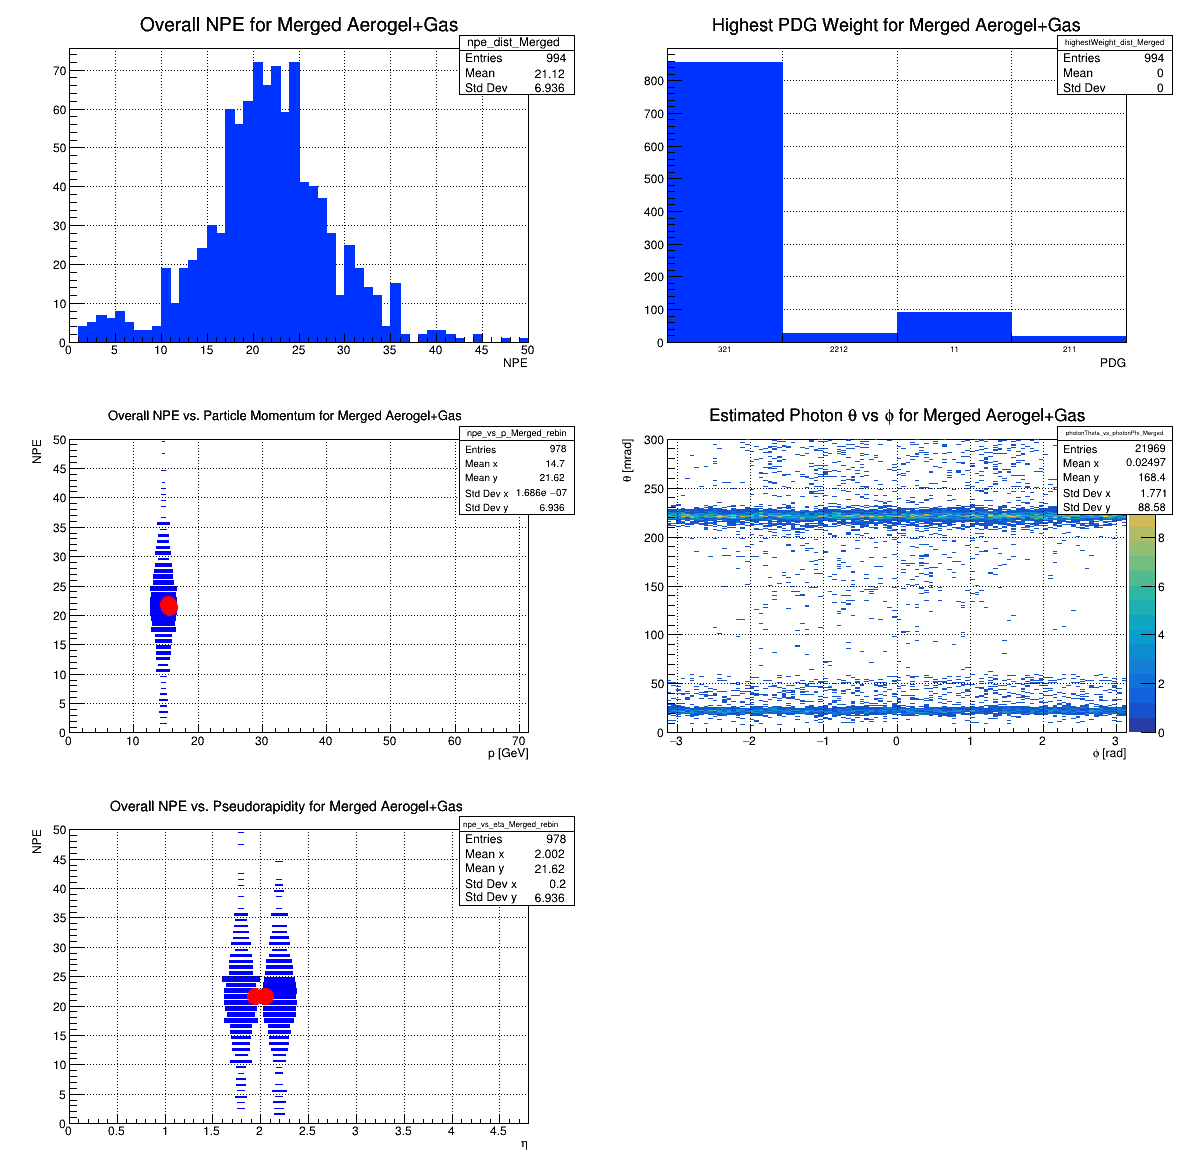 Overall NPE for Merged Aerogel+Gas
npe_dist_Merged
Entries 994
Mean 21.12
Std Dev 6.936
70
60
50
40
30
20
10
0
0 5 10 15 20 25 30 35 40 45 50
NPE
Highest PDG Weight for Merged Aerogel+Gas
highestWeight_dist_Merged
Entries 994
Mean 0
Std Dev 0
800
700
600
500
400
300
200
100
0
321 2212 11 211
PDG
Overall NPE vs. Particle Momentum for Merged Aerogel+Gas
npe_vs_p_Merged_rebin
Entries 978
Mean x 14.7
Mean y 21.62
Std Dev x 1.686e −07
Std Dev y 6.936
NPE
50
45
40
35
30
25
20
15
10
5
0
0 10 20 30 40 50 60 70
p [GeV]
Estimated Photon θ vs ϕ for Merged Aerogel+Gas
photonTheta_vs_photonPhi_Merged
Entries 21969
Mean x 0.02497
Mean y 168.4
Std Dev x 1.771
Std Dev y 88.58
θ [mrad]
300
250
200
150
100
50
0
−3 −2 −1 0 1 2 3
ϕ [rad]
8
6
4
2
0
Overall NPE vs. Pseudorapidity for Merged Aerogel+Gas
npe_vs_eta_Merged_rebin
Entries 978
Mean x 2.002
Mean y 21.62
Std Dev x 0.2
Std Dev y 6.936
NPE
50
45
40
35
30
25
20
15
10
5
0
0 0.5 1 1.5 2 2.5 3 3.5 4 4.5
η